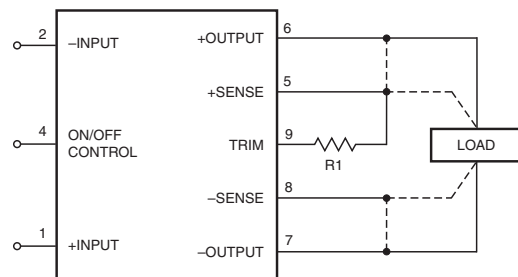 2
–INPUT
4
ON/OFF
CONTROL
1
+INPUT
+OUTPUT
6
+SENSE
5
TRIM
9
R1
–SENSE
8
–OUTPUT
7
LOAD